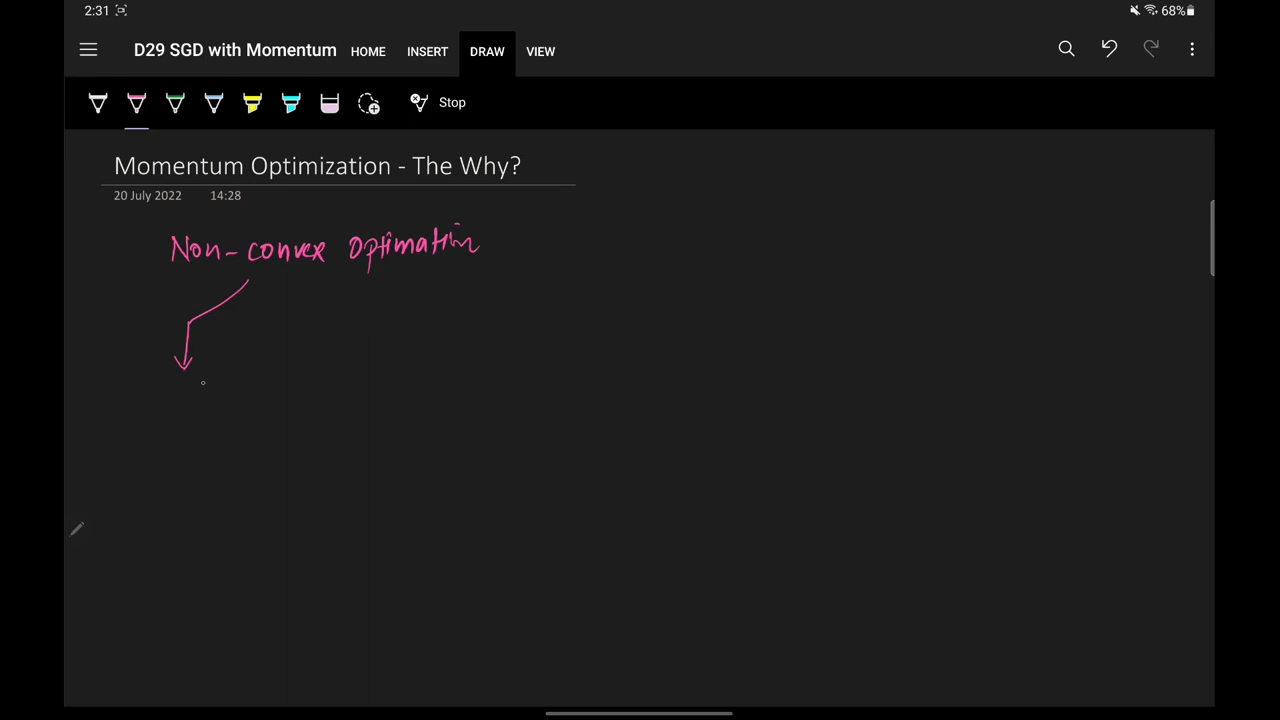 2:31 68%
D29 SGD with Momentum HOME INSERT DRAW VIEW
Stop
Momentum Optimization - The Why?
20 July 2022 14:28
Non-convex Optimation